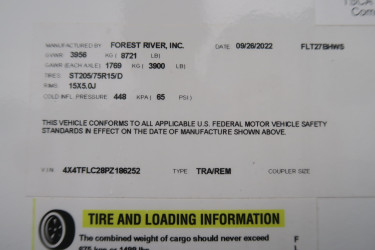 MANUFACTURED BY FOREST RIVER, INC. DATE 09/26/2022 FLT27BHWS
GVWR 3956 KG ( 8721 LB)
GAWR (EACH AXLE) 1769 KG ( 3900 LB)
TIRES ST205/75R15/D
RIMS 15X5.0J
COLD INFL. PRESSURE 448 KPA ( 65 PSI)
THIS VEHICLE CONFORMS TO ALL APPLICABLE U.S. FEDERAL MOTOR VEHICLE SAFETY
STANDARDS IN EFFECT ON THE DATE OF MANUFACTURE SHOWN ABOVE.
4X4TFLC28PZ186252 TYPE TRA/REM COUPLER SIZE
TIRE AND LOADING INFORMATION
The combined weight of cargo should never exceed